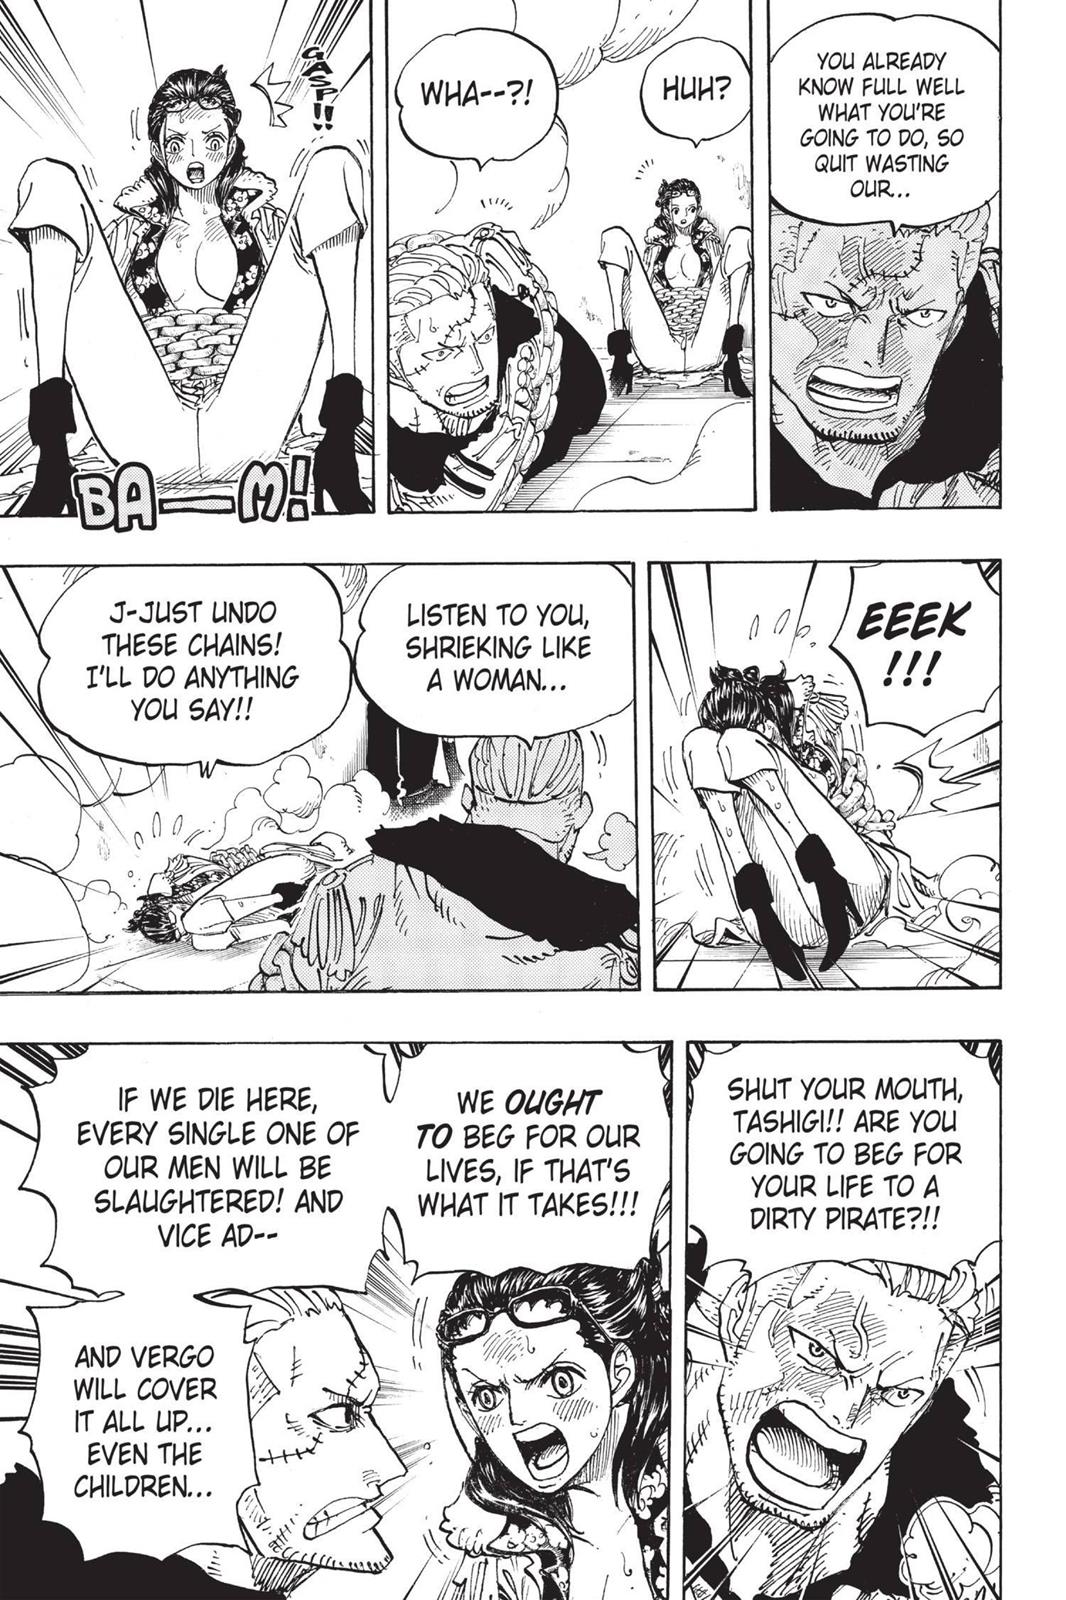 YOU ALREADY
KNOW FULL WELL
WHAT YOU'RE
GOING TO DO, SO
QUIT WASTING
OUR...
HUH?
WHA--?!
GASP!!
BA—M!
EEEK
!!!
LISTEN TO YOU,
SHRIEKING LIKE
A WOMAN...
J-JUST UNDO
THESE CHAINS!
I'LL DO ANYTHING
YOU SAY!!
SHUT YOUR MOUTH,
TASHIGI!! ARE YOU
GOING TO BEG FOR
YOUR LIFE TO A
DIRTY PIRATE?!!
WE OUGHT
TO BEG FOR OUR
LIVES, IF THAT'S
WHAT IT TAKES!!!
IF WE DIE HERE,
EVERY SINGLE ONE OF
OUR MEN WILL BE
SLAUGHTERED! AND
VICE AD--
AND VERGO
WILL COVER
IT ALL UP...
EVEN THE
CHILDREN...